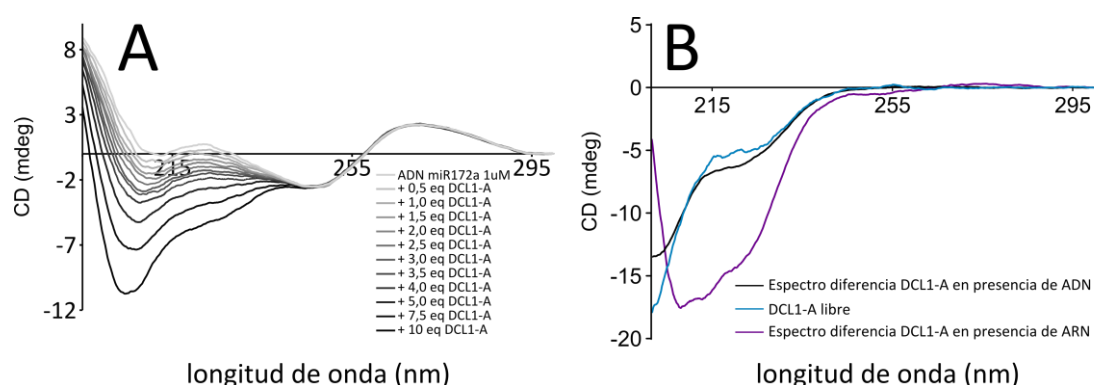 A
CD (mdeg)
8
3
-2
-7
-12
215
255
295
ADN miR172a 1uM
+ 0,5 eq DCL1-A
+ 1,0 eq DCL1-A
+ 1,5 eq DCL1-A
+ 2,0 eq DCL1-A
+ 2,5 eq DCL1-A
+ 3,0 eq DCL1-A
+ 3,5 eq DCL1-A
+ 4,0 eq DCL1-A
+ 5,0 eq DCL1-A
+ 7,5 eq DCL1-A
+ 10 eq DCL1-A
longitud de onda (nm)
B
CD (mdeg)
5
0
-5
-10
-15
-20
215
255
295
Espectro diferencia DCL1-A en presencia de ADN
DCL1-A libre
Espectro diferencia DCL1-A en presencia de ARN
longitud de onda (nm)